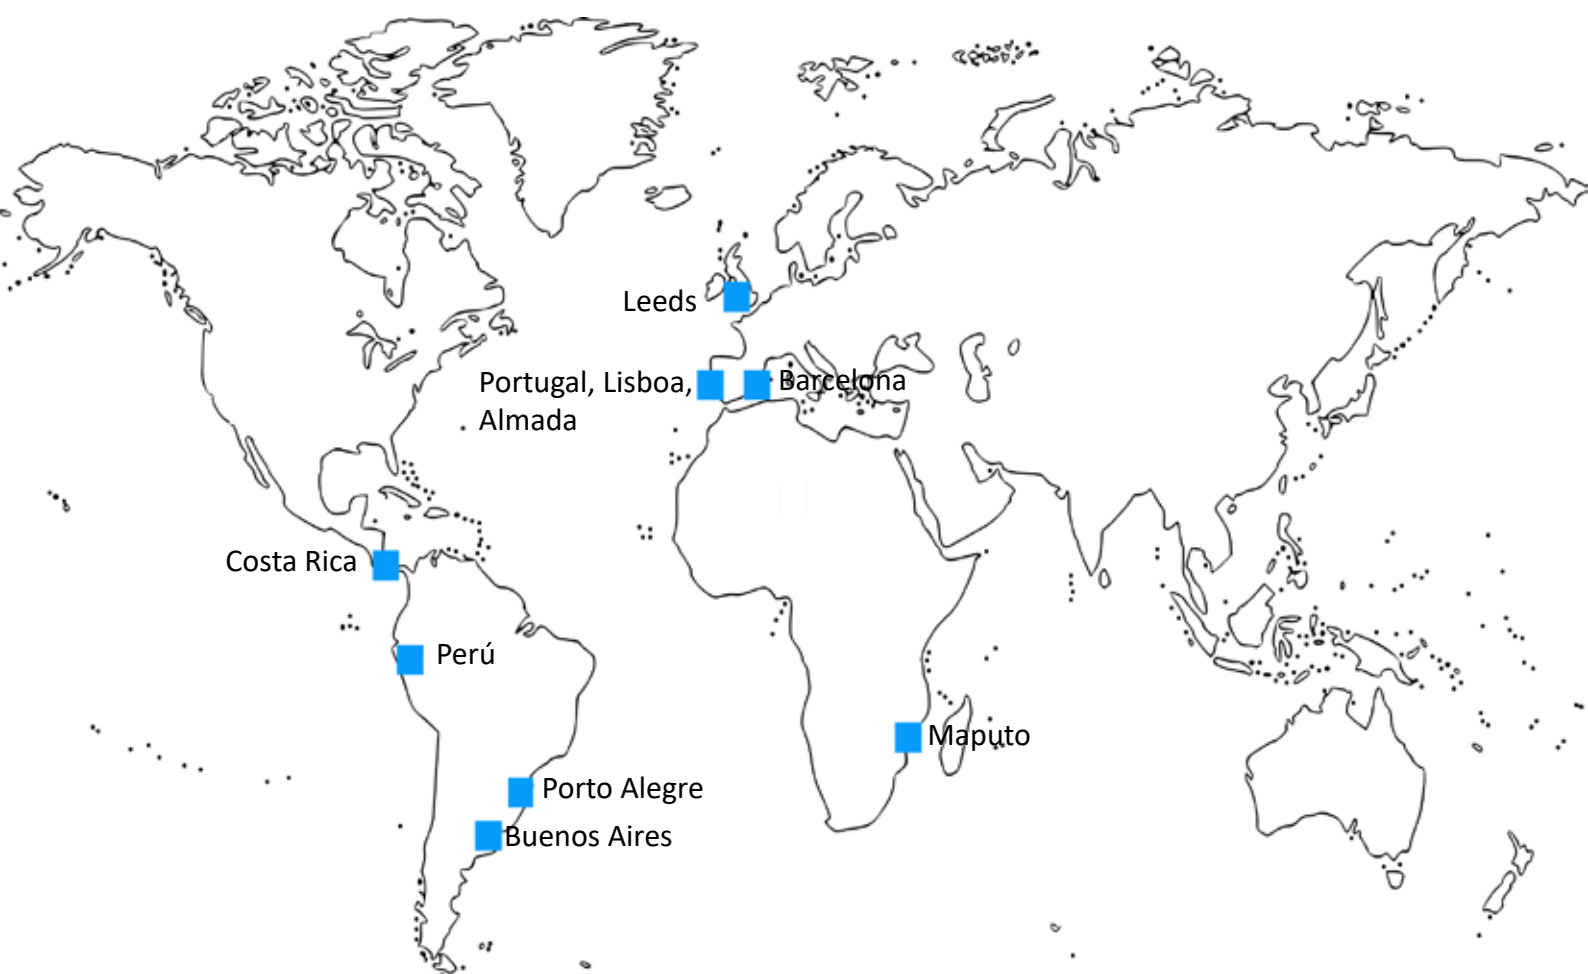 Leeds
Portugal, Lisboa,
Almada
Barcelona
Costa Rica
Perú
Maputo
Porto Alegre
Buenos Aires